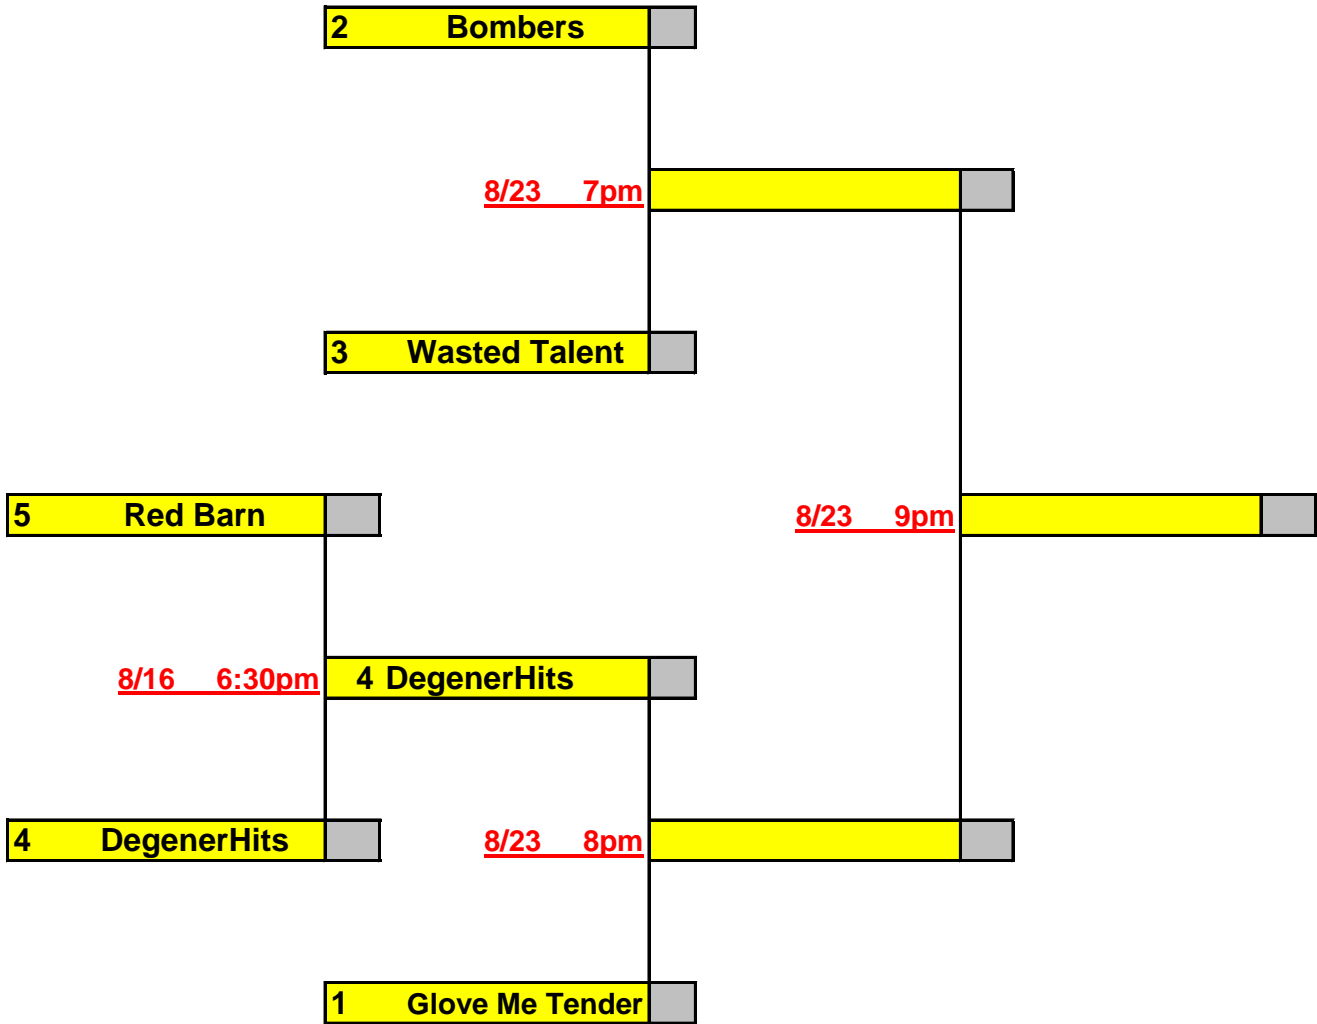 2 Bombers
8/23 7pm
3 Wasted Talent
5 Red Barn
8/23 9pm
8/16 6:30pm
4 DegenerHits
4 DegenerHits
8/23 8pm
1 Glove Me Tender